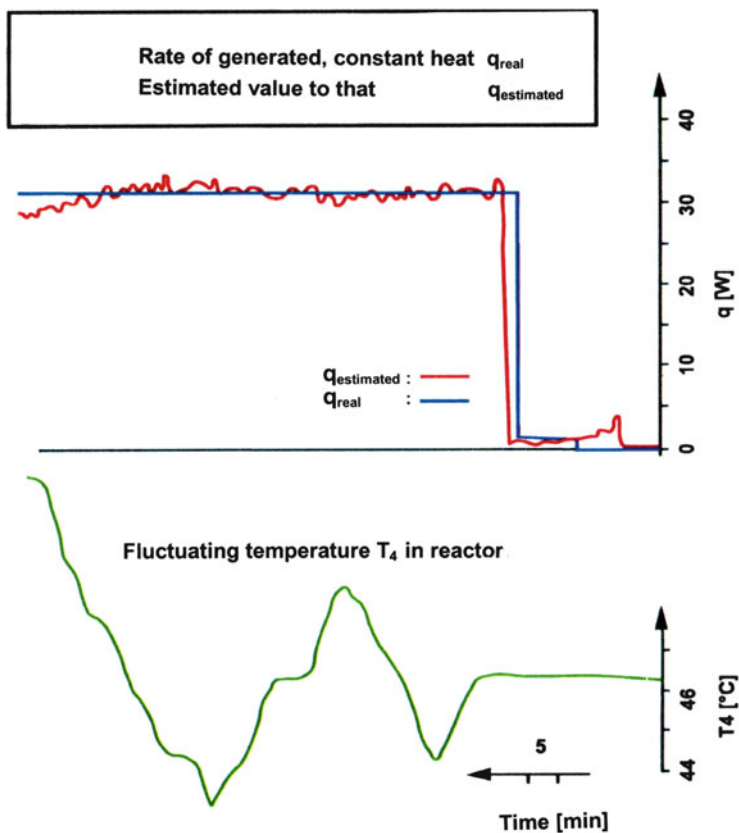 Rate of generated, constant heat q_real
Estimated value to that q_estimated
40
30
20
10
0
q [W]
q_estimated :
q_real :
Fluctuating temperature T₄ in reactor
46
44
T4 [°C]
5
Time [min]